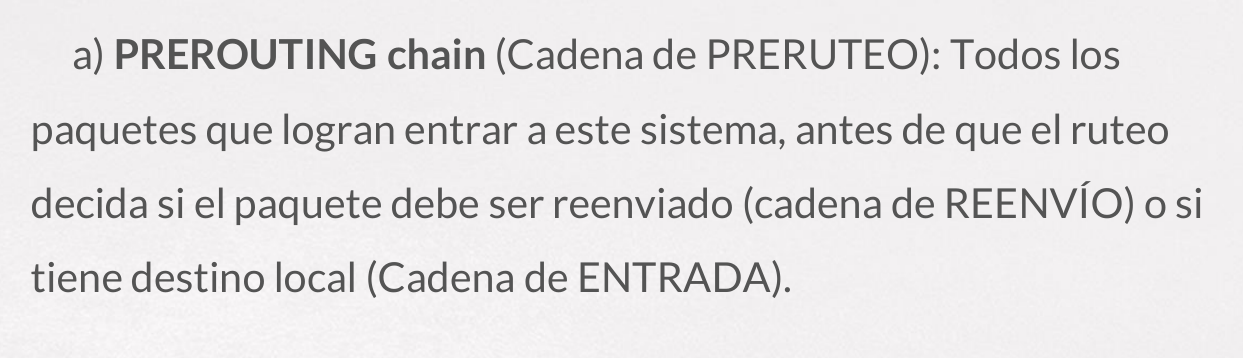 a) PREROUTING chain (Cadena de PRERUTEO): Todos los
paquetes que logran entrar a este sistema, antes de que el ruteo
decida si el paquete debe ser reenviado (cadena de REENVÍO) o si
tiene destino local (Cadena de ENTRADA).